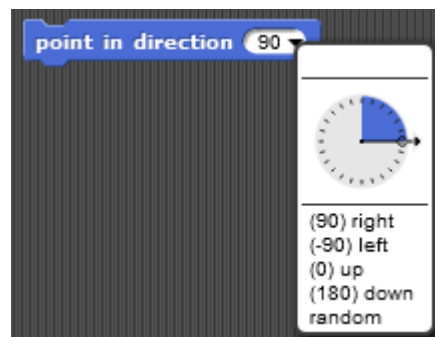 point in direction 90
(90) right
(-90) left
(0) up
(180) down
random